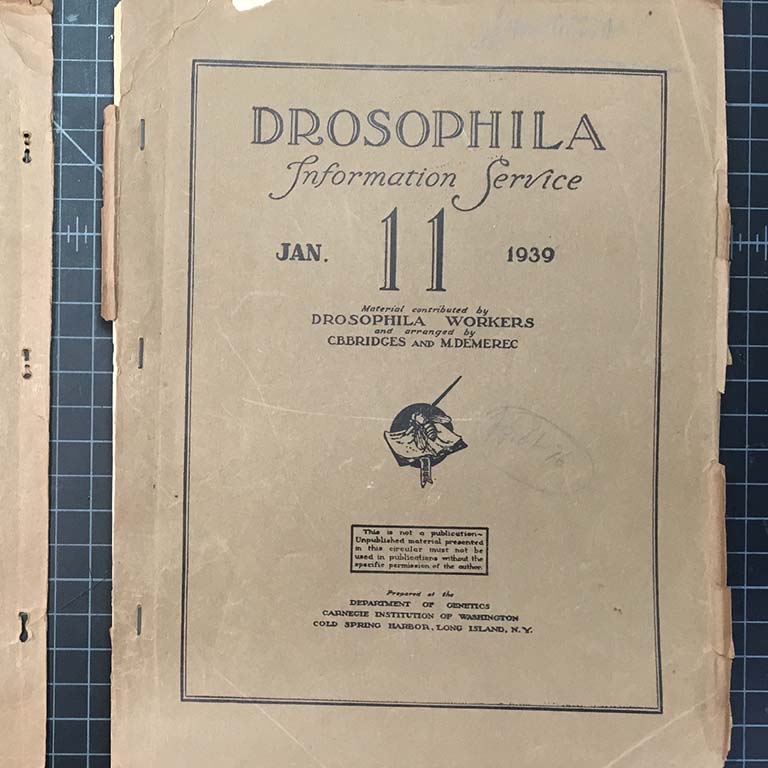 DROSOPHILA
Information Service
JAN. 11 1939
Material contributed by
DROSOPHILA WORKERS
and arranged by
C.B.BRIDGES AND M.DEMEREC
This is not a publication—
Unpublished material presented
in this circular must not be
used in publications without the
specific permission of the author.
Prepared at the
DEPARTMENT OF GENETICS
CARNEGIE INSTITUTION OF WASHINGTON
COLD SPRING HARBOR, LONG ISLAND, N.Y.